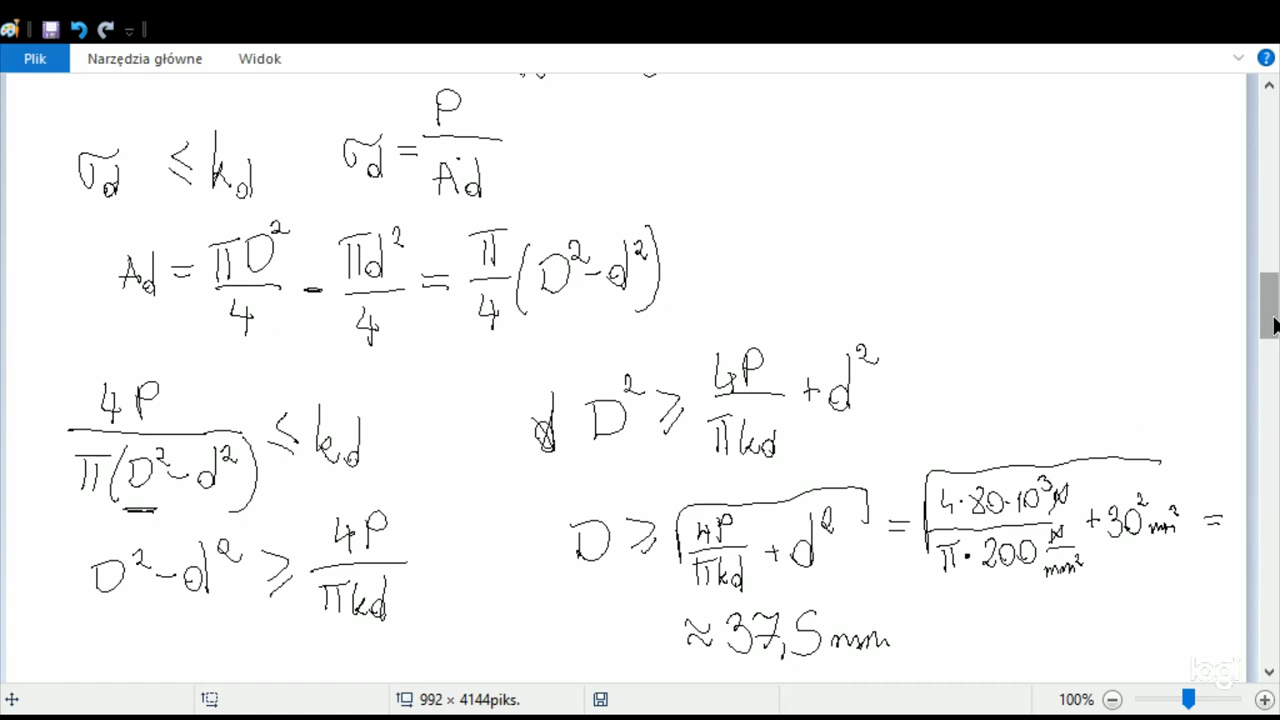 Plik Narzędzia główne Widok
σd ≤ kd σd = P/Ad
Ad = πD²/4 - πd²/4 = π/4 (D² - d²)
4P/π(D² - d²) ≤ kd
D² ≥ 4P/πkd + d²
D² - d² ≥ 4P/πkd
D ≥ √(4P/πkd + d²) = √(4·80·10³N/π·200 N/mm² + 30² mm²) =
≈ 37,5mm
logi
992 × 4144piks. 100%